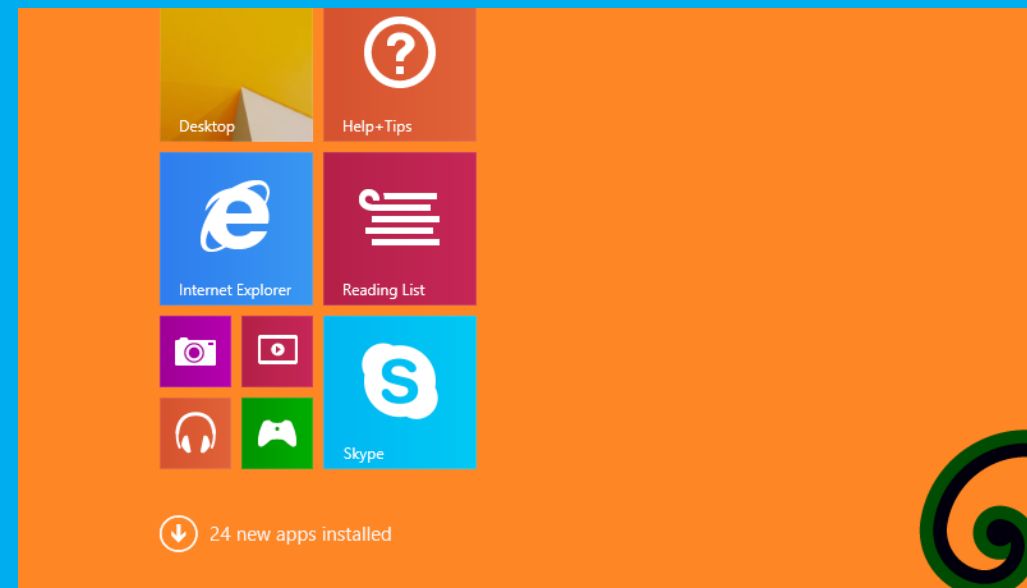 Desktop
Help+Tips
Internet Explorer
Reading List
Skype
24 new apps installed